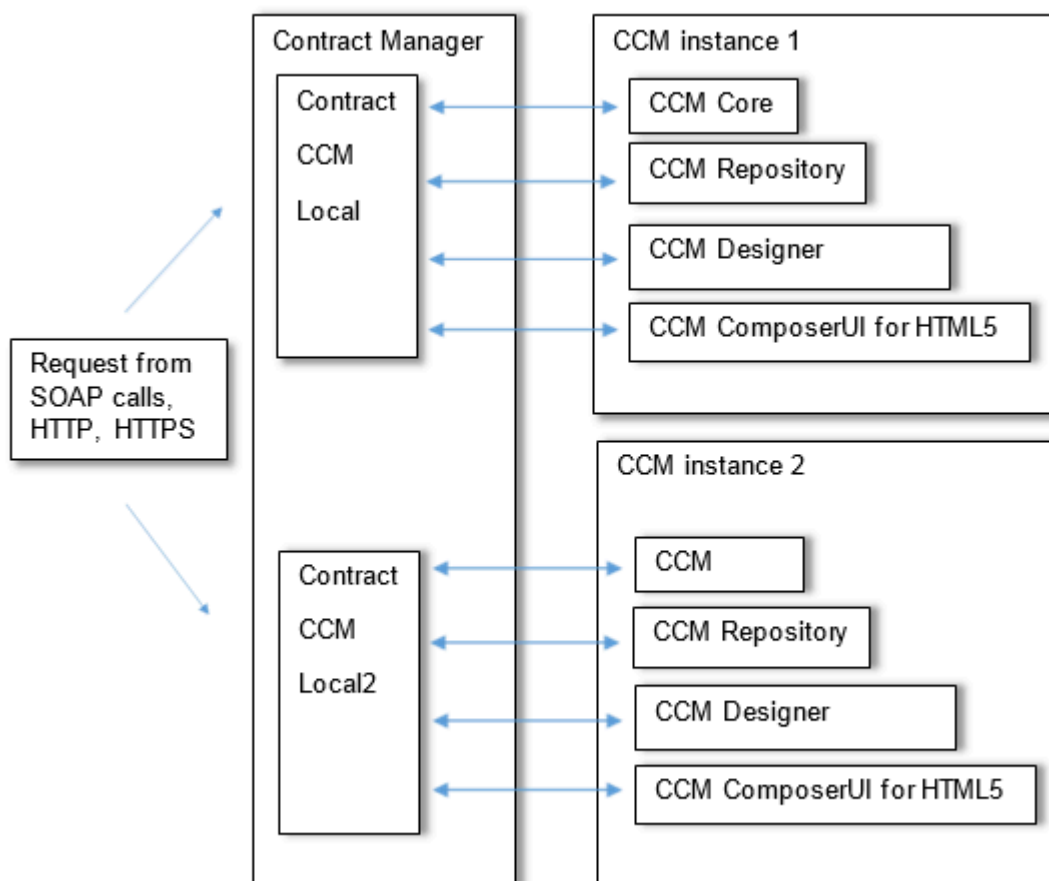 Contract Manager
Contract
CCM
Local
CCM instance 1
CCM Core
CCM Repository
CCM Designer
CCM ComposerUI for HTML5
Request from
SOAP calls,
HTTP, HTTPS
Contract
CCM
Local2
CCM instance 2
CCM
CCM Repository
CCM Designer
CCM ComposerUI for HTML5